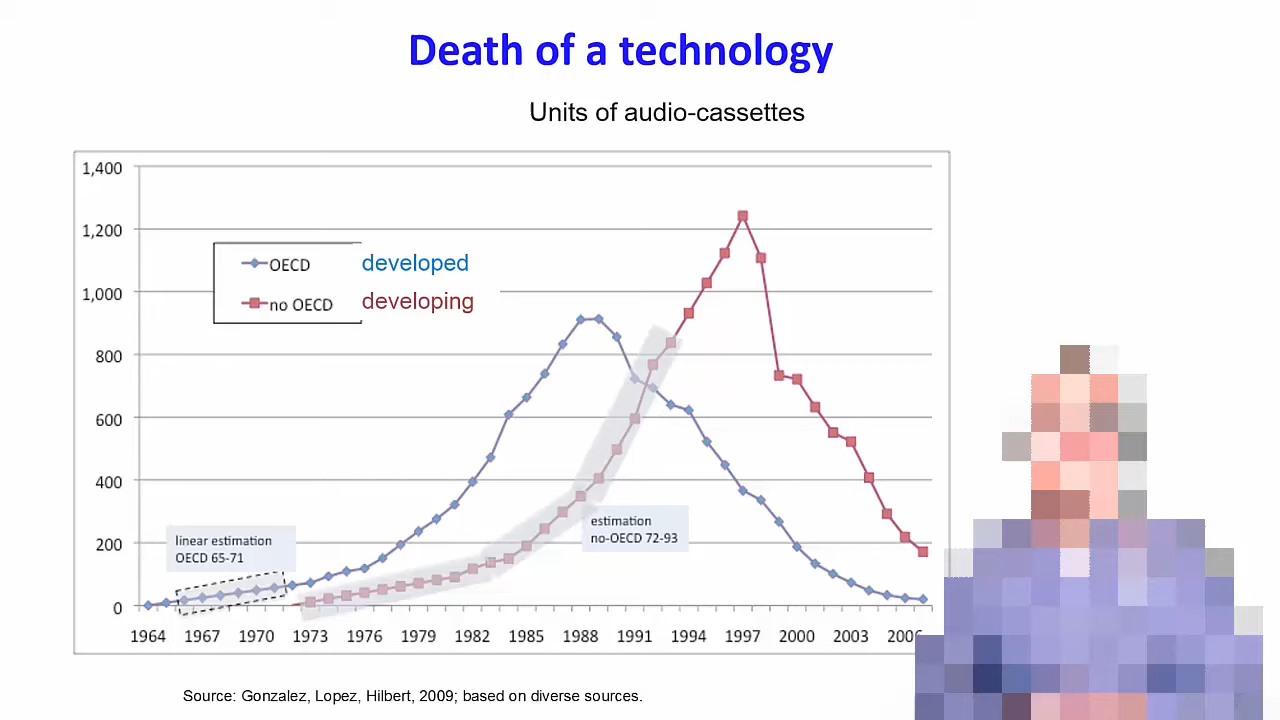 Death of a technology
Units of audio-cassettes
1,400
1,200
1,000
800
600
400
200
0
OECD developed
no OECD developing
linear estimation
OECD 65-71
estimation
no-OECD 72-93
1964 1967 1970 1973 1976 1979 1982 1985 1988 1991 1994 1997 2000 2003 2006
Source: Gonzalez, Lopez, Hilbert, 2009; based on diverse sources.